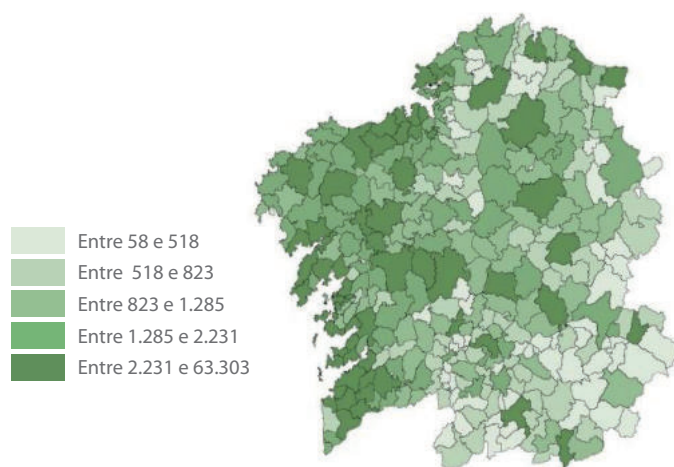 Entre 58 e 518
Entre 518 e 823
Entre 823 e 1.285
Entre 1.285 e 2.231
Entre 2.231 e 63.303